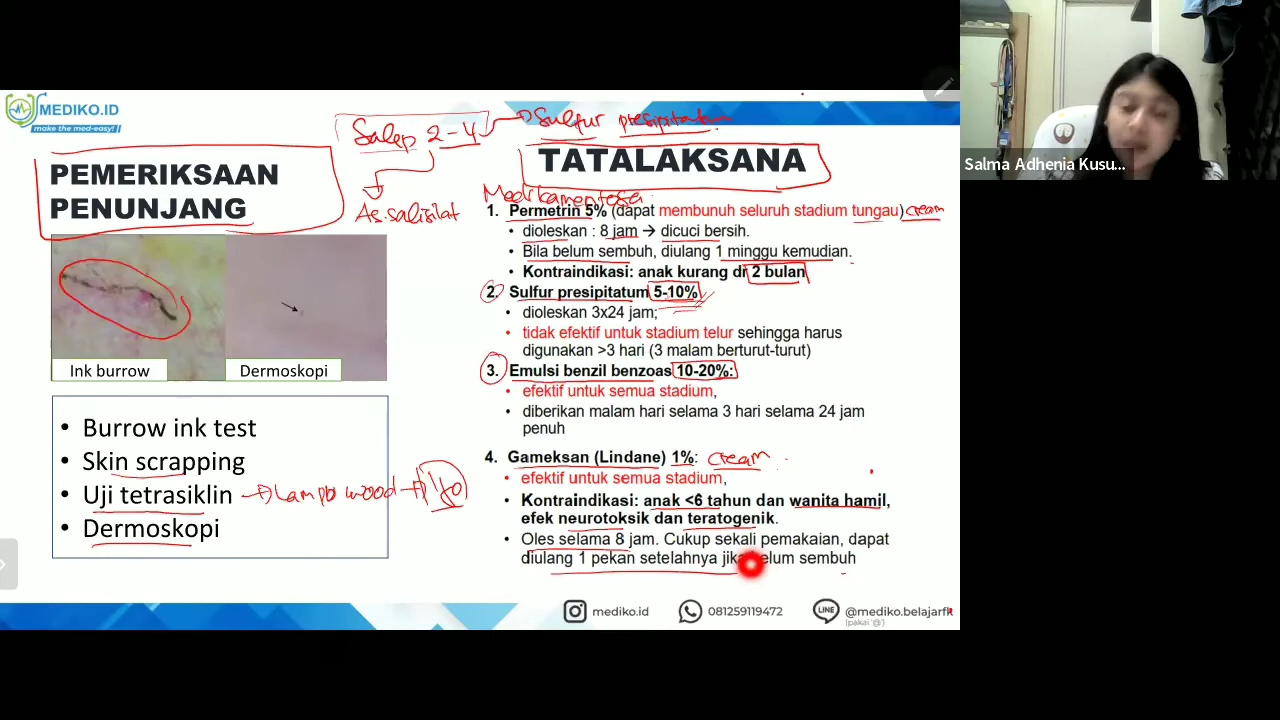 MEDIKO.ID
make the med-easy!
Salep 2-4 → Sulfur presipitatum
As. salisilat
PEMERIKSAAN
PENUNJANG
Ink burrow
Dermoskopi
• Burrow ink test
• Skin scrapping
• Uji tetrasiklin → Lampu wood →
• Dermoskopi
TATALAKSANA
Medikamentosa
1. Permetrin 5% (dapat membunuh seluruh stadium tungau) cream
• dioleskan : 8 jam → dicuci bersih.
• Bila belum sembuh, diulang 1 minggu kemudian.
• Kontraindikasi: anak kurang dr 2 bulan
2. Sulfur presipitatum 5-10%
• dioleskan 3x24 jam;
• tidak efektif untuk stadium telur sehingga harus
digunakan >3 hari (3 malam berturut-turut)
3. Emulsi benzil benzoas 10-20%:
• efektif untuk semua stadium,
• diberikan malam hari selama 3 hari selama 24 jam
penuh
4. Gameksan (Lindane) 1%: cream
• efektif untuk semua stadium,
• Kontraindikasi: anak <6 tahun dan wanita hamil,
efek neurotoksik dan teratogenik.
• Oles selama 8 jam. Cukup sekali pemakaian, dapat
diulang 1 pekan setelahnya jika belum sembuh
mediko.id
081259119472
LINE
@mediko.belajarfk
(pakai '@')
Salma Adhenia Kusu...